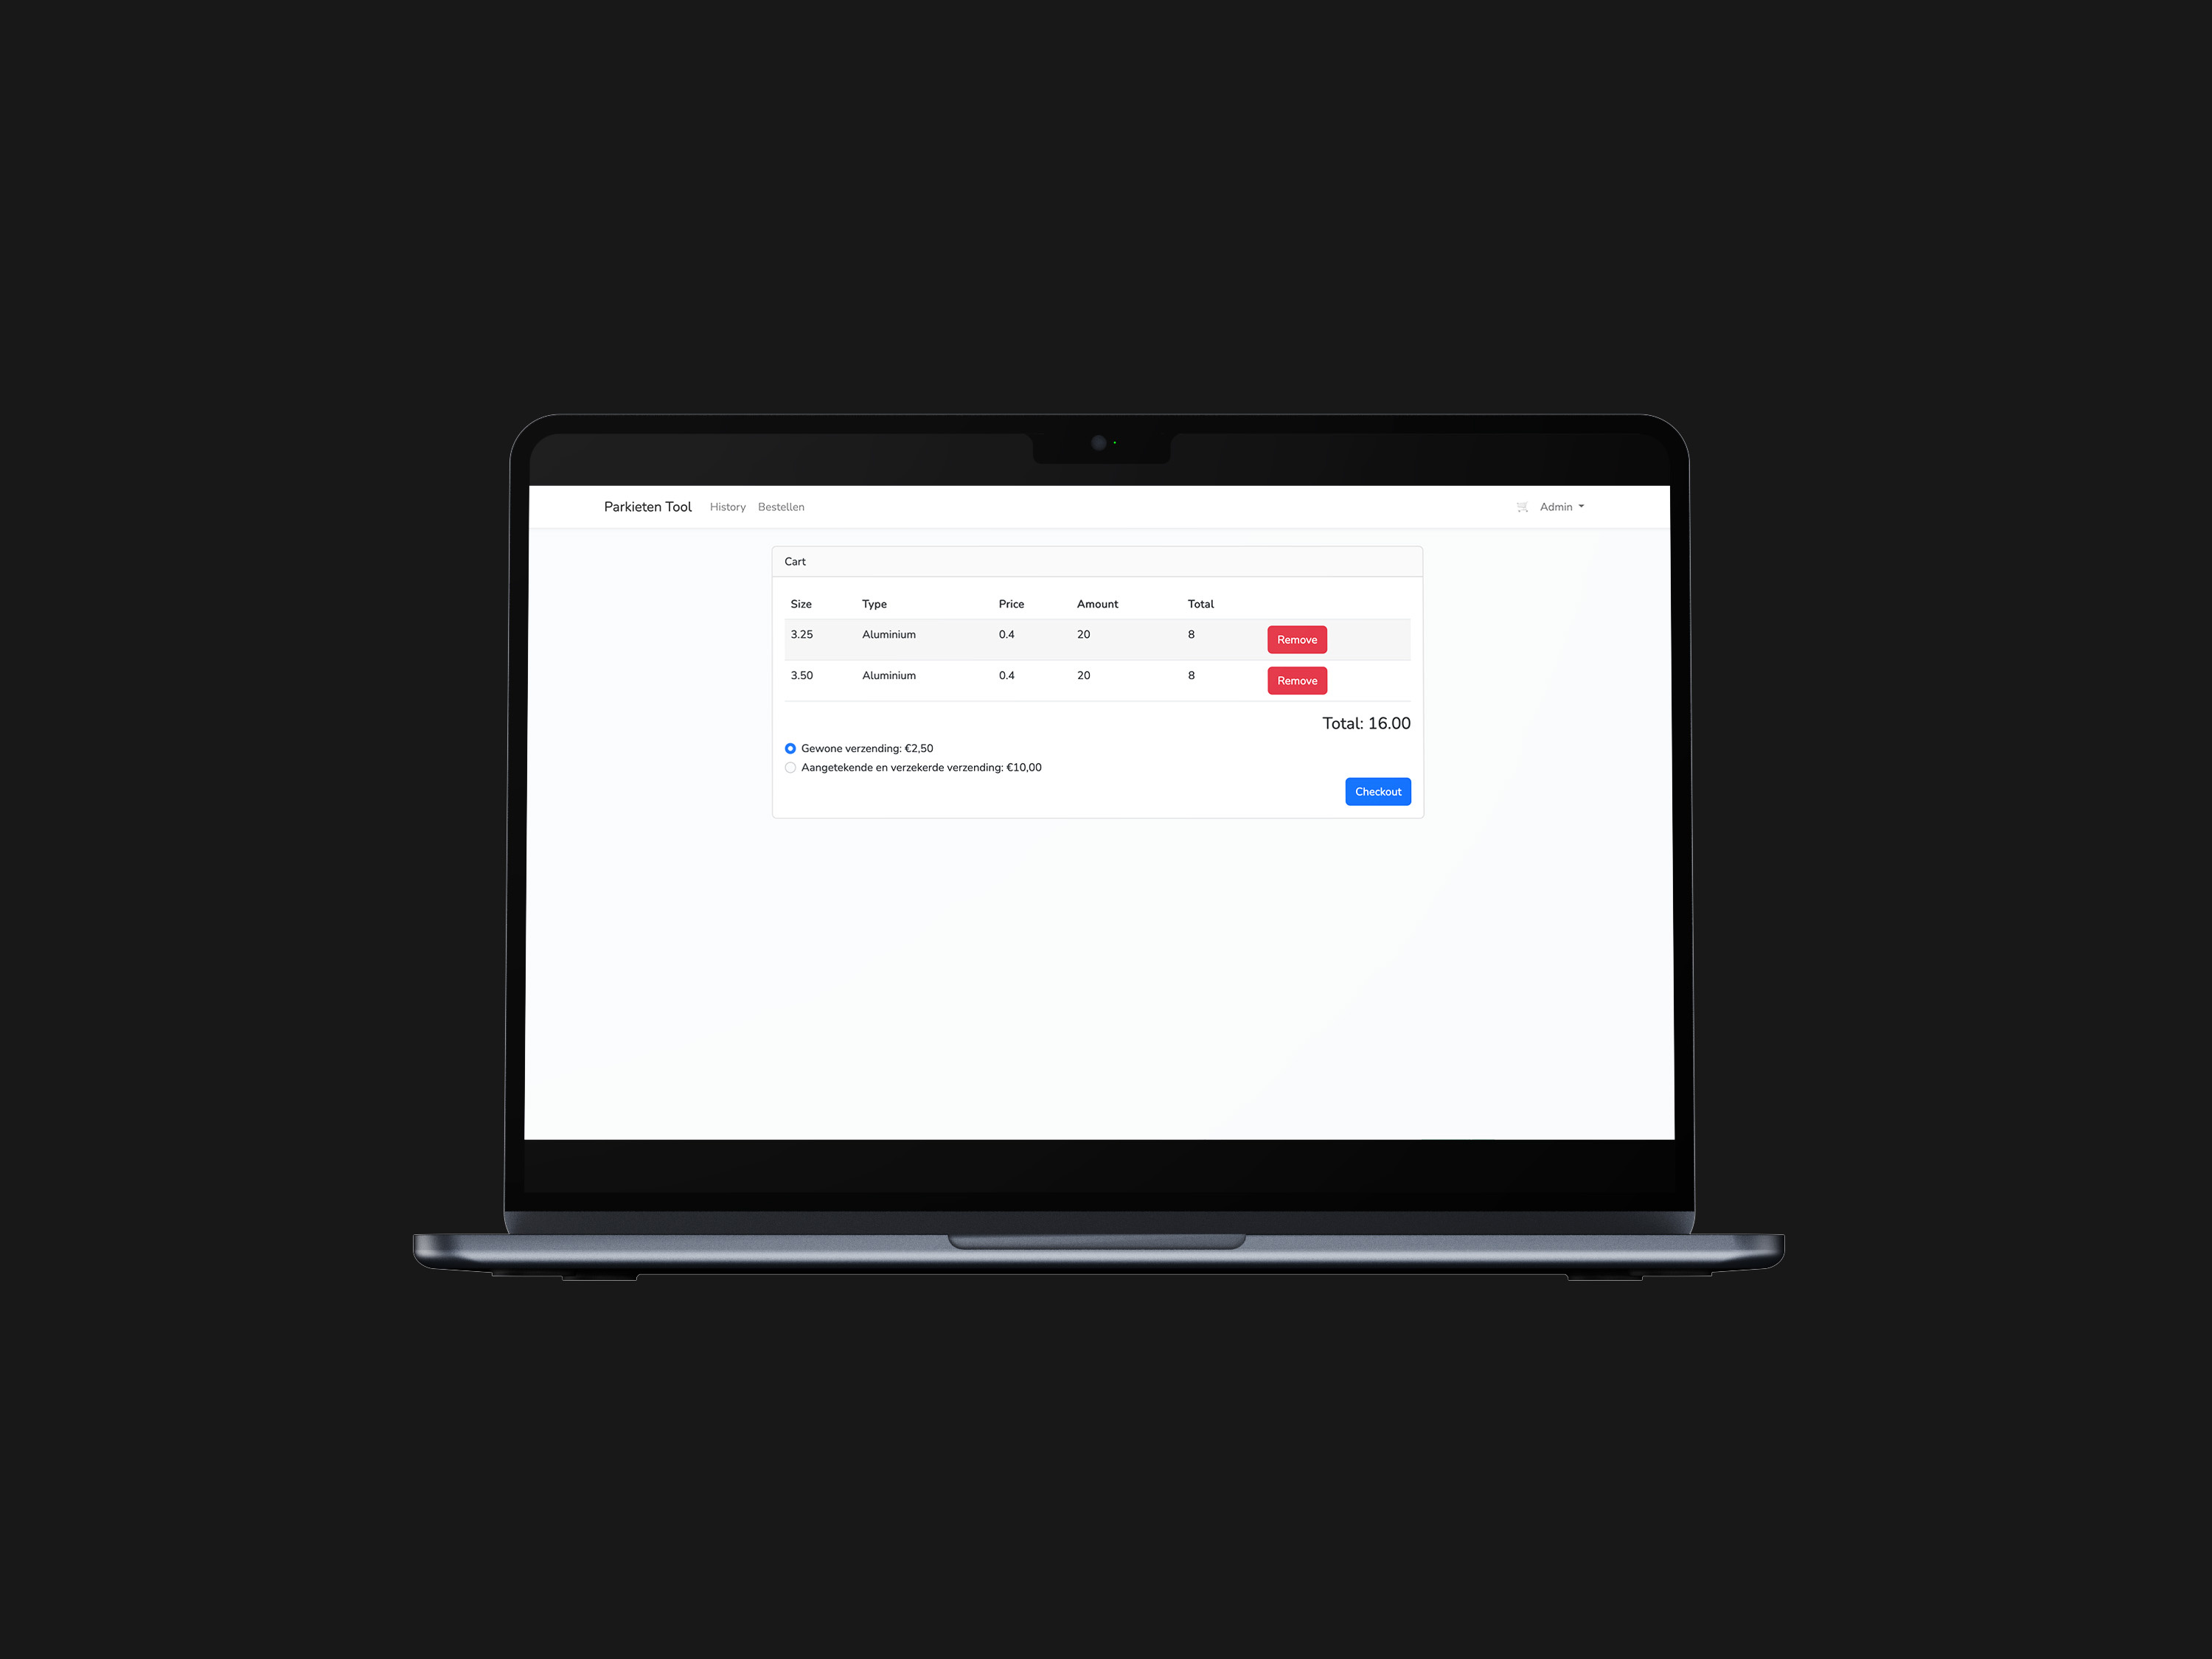 Parkieten Tool History Bestellen Admin
Cart
Size Type Price Amount Total
3.25 Aluminium 0.4 20 8 Remove
3.50 Aluminium 0.4 20 8 Remove
Total: 16.00
Gewone verzending: €2,50
Aangetekende en verzekerde verzending: €10,00
Checkout